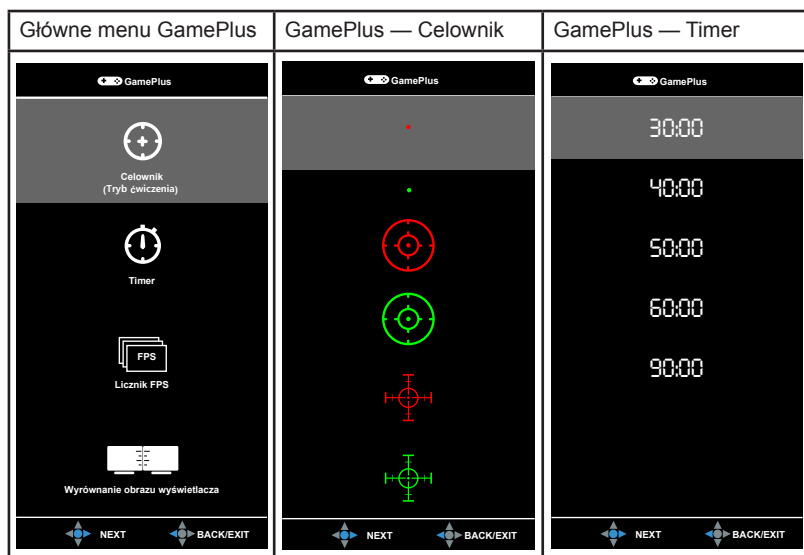 Główne menu GamePlus
GamePlus — Celownik
GamePlus — Timer
GamePlus
Celownik
(Tryb ćwiczenia)
Timer
FPS
Licznik FPS
Wyrównanie obrazu wyświetlacza
NEXT
BACK/EXIT
GamePlus
NEXT
BACK/EXIT
GamePlus
30:00
40:00
50:00
60:00
90:00
NEXT
BACK/EXIT